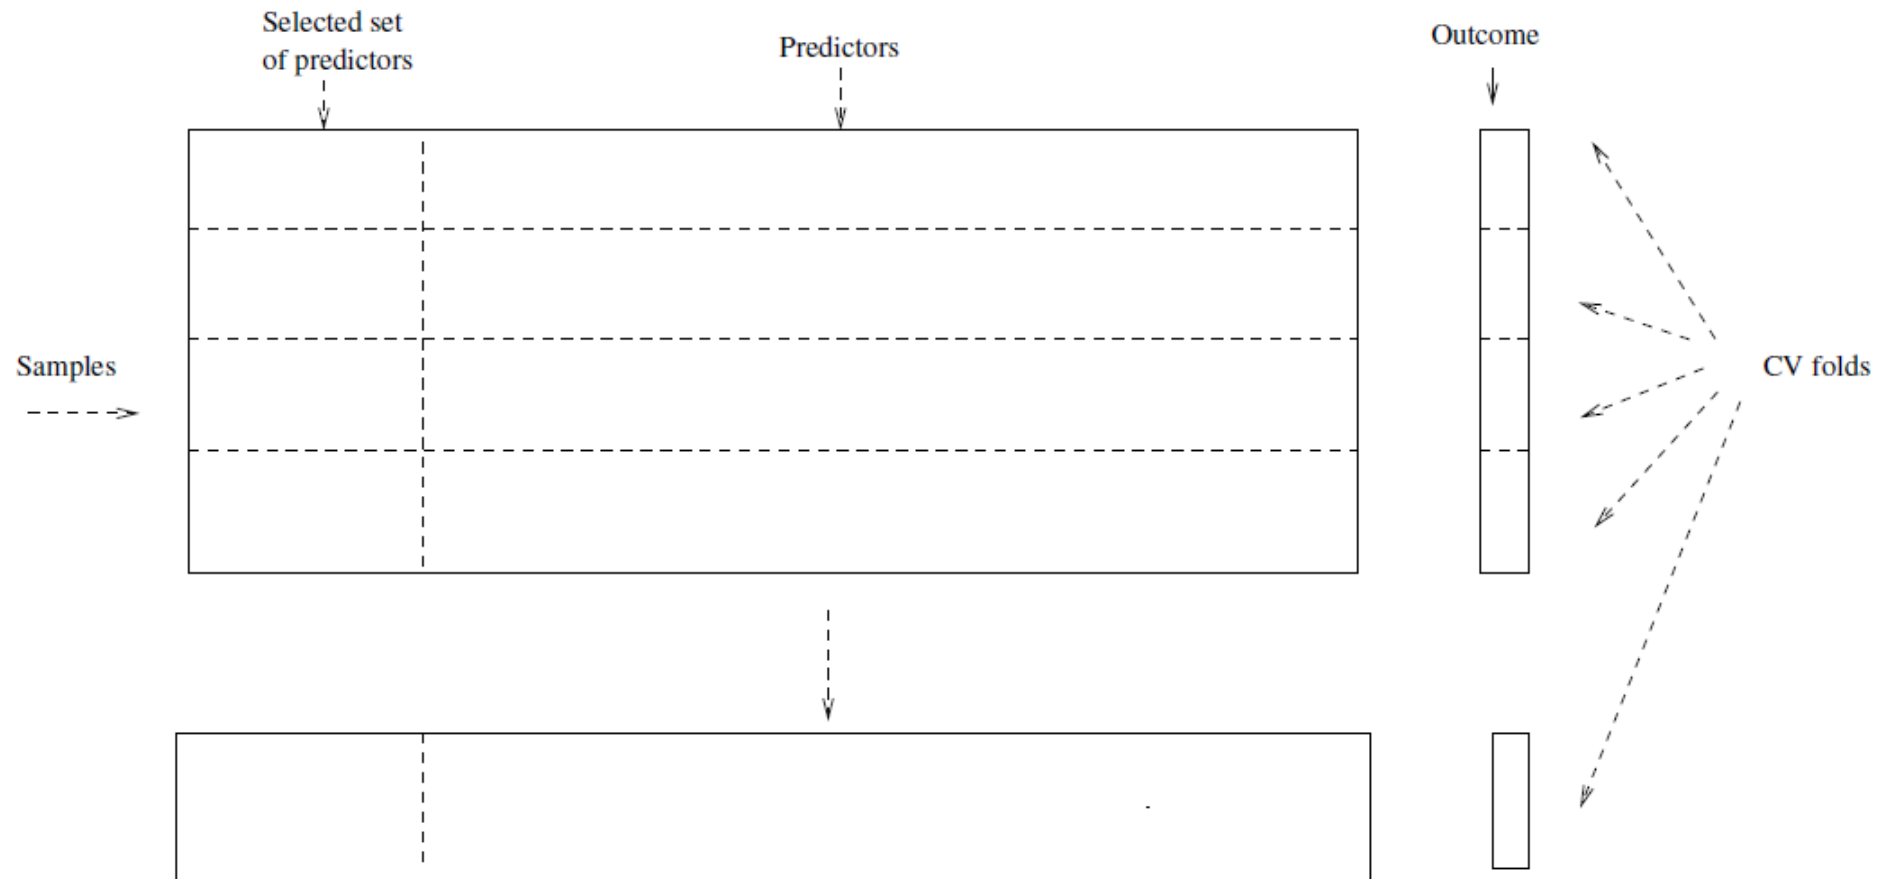 Selected set
of predictors
Predictors
Outcome
Samples
CV folds